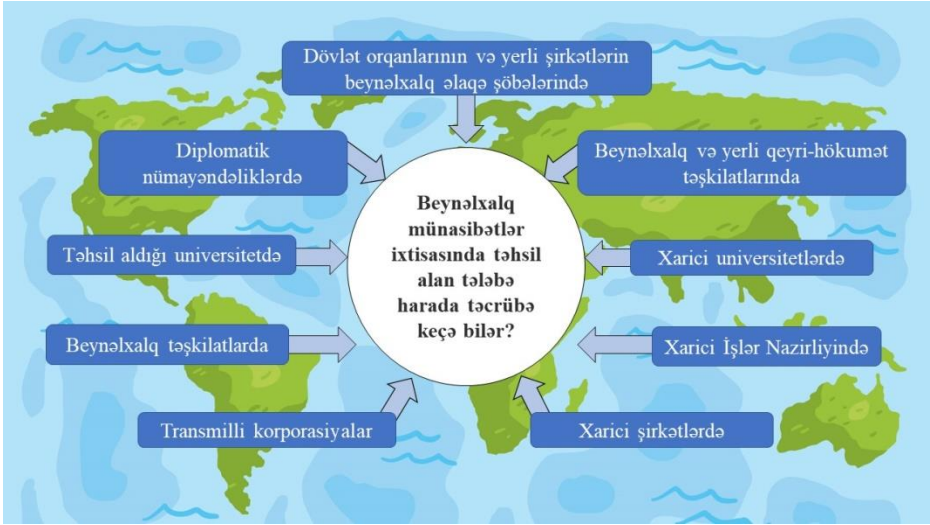 Dövlət orqanlarının və yerli şirkətlərin
beynəlxalq əlaqə şöbələrində
Diplomatik
nümayəndəliklərdə
Beynəlxalq və yerli qeyri-hökumət
təşkilatlarında
Beynəlxalq
münasibətlər
ixtisasında təhsil
alan tələbə
harada təcrübə
keçə bilər?
Təhsil aldığı universitetdə
Xarici universitetlərdə
Beynəlxalq təşkilatlarda
Xarici İşlər Nazirliyində
Transmilli korporasiyalar
Xarici şirkətlərdə